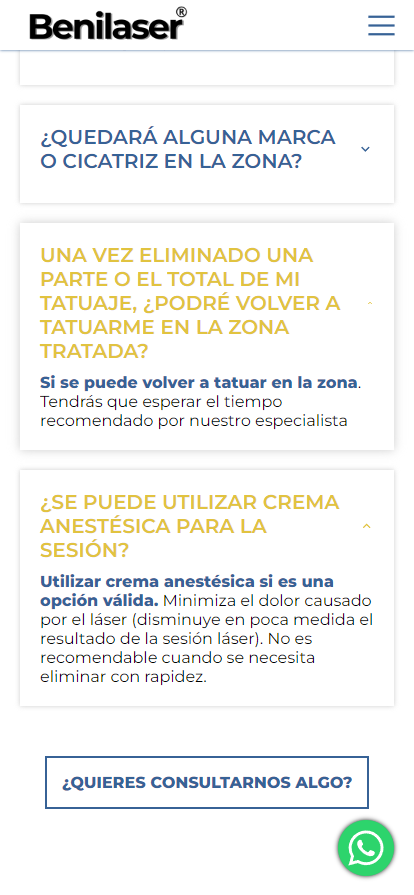 Benilaser®
¿QUEDARÁ ALGUNA MARCA
O CICATRIZ EN LA ZONA?
UNA VEZ ELIMINADO UNA
PARTE O EL TOTAL DE MI
TATUAJE, ¿PODRÉ VOLVER A
TATUARME EN LA ZONA
TRATADA?
Si se puede volver a tatuar en la zona.
Tendrás que esperar el tiempo
recomendado por nuestro especialista
¿SE PUEDE UTILIZAR CREMA
ANESTÉSICA PARA LA
SESIÓN?
Utilizar crema anestésica si es una
opción válida. Minimiza el dolor causado
por el láser (disminuye en poca medida el
resultado de la sesión láser). No es
recomendable cuando se necesita
eliminar con rapidez.
¿QUIERES CONSULTARNOS ALGO?